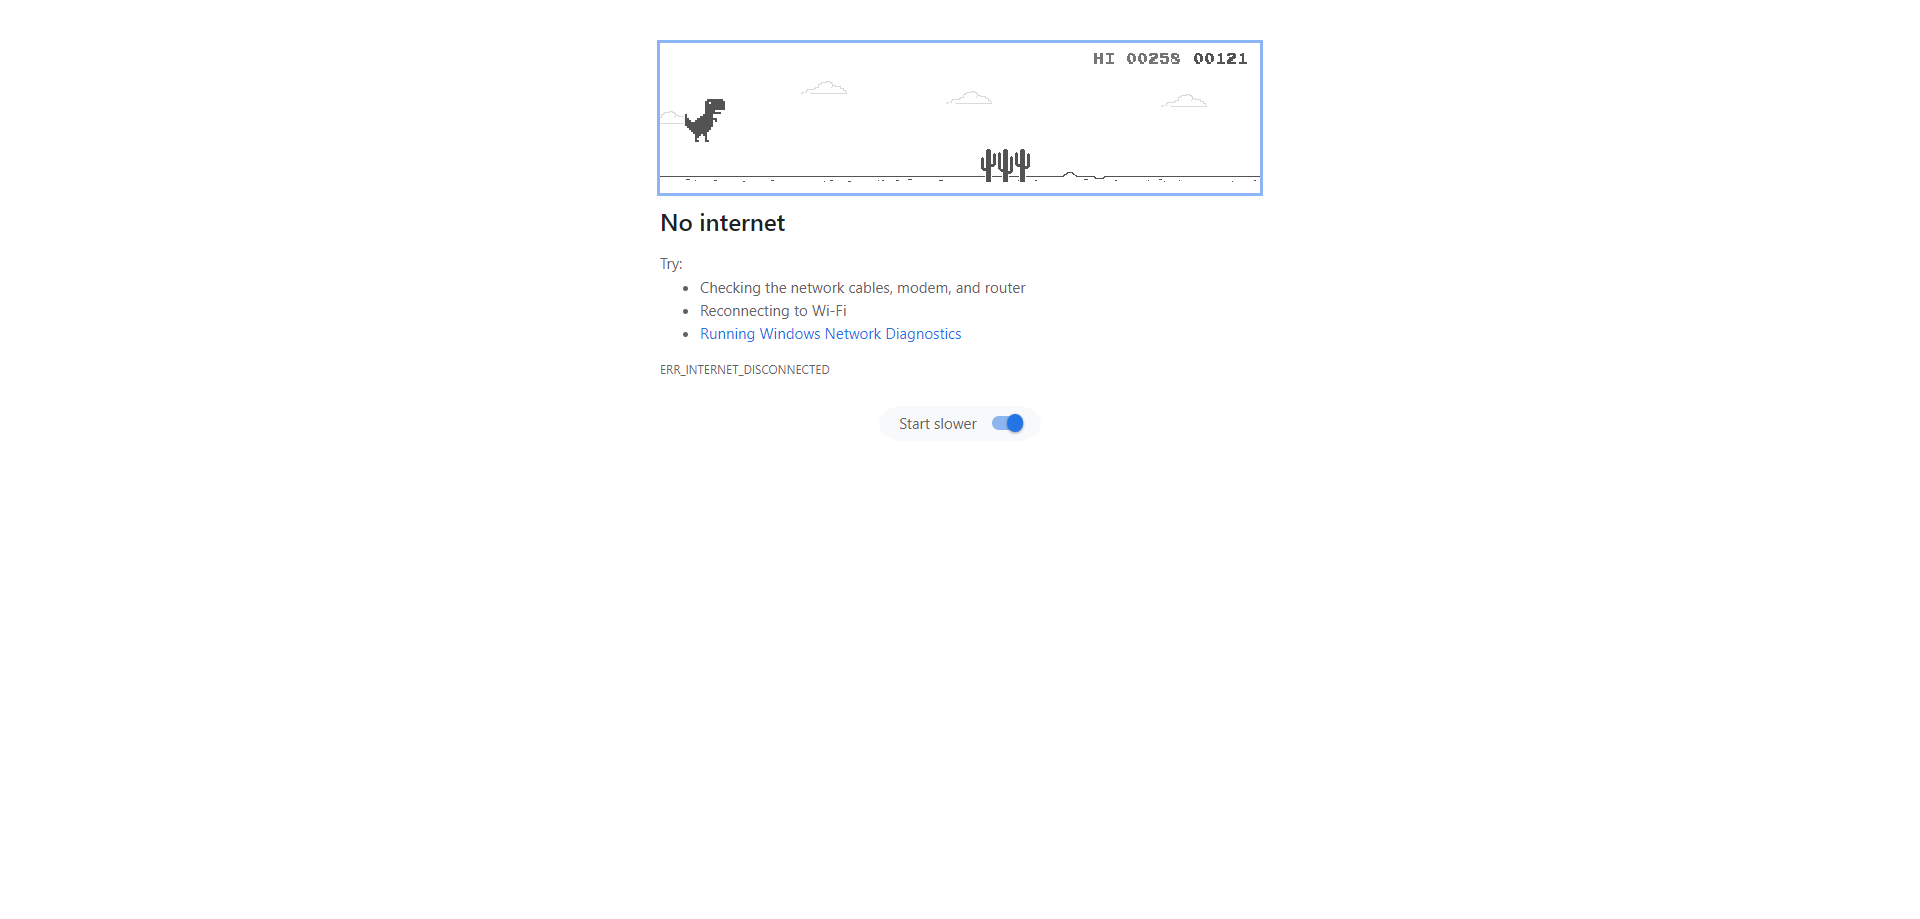 HI 00258 00121
No internet
Try:
Checking the network cables, modem, and router
Reconnecting to Wi-Fi
Running Windows Network Diagnostics
ERR_INTERNET_DISCONNECTED
Start slower